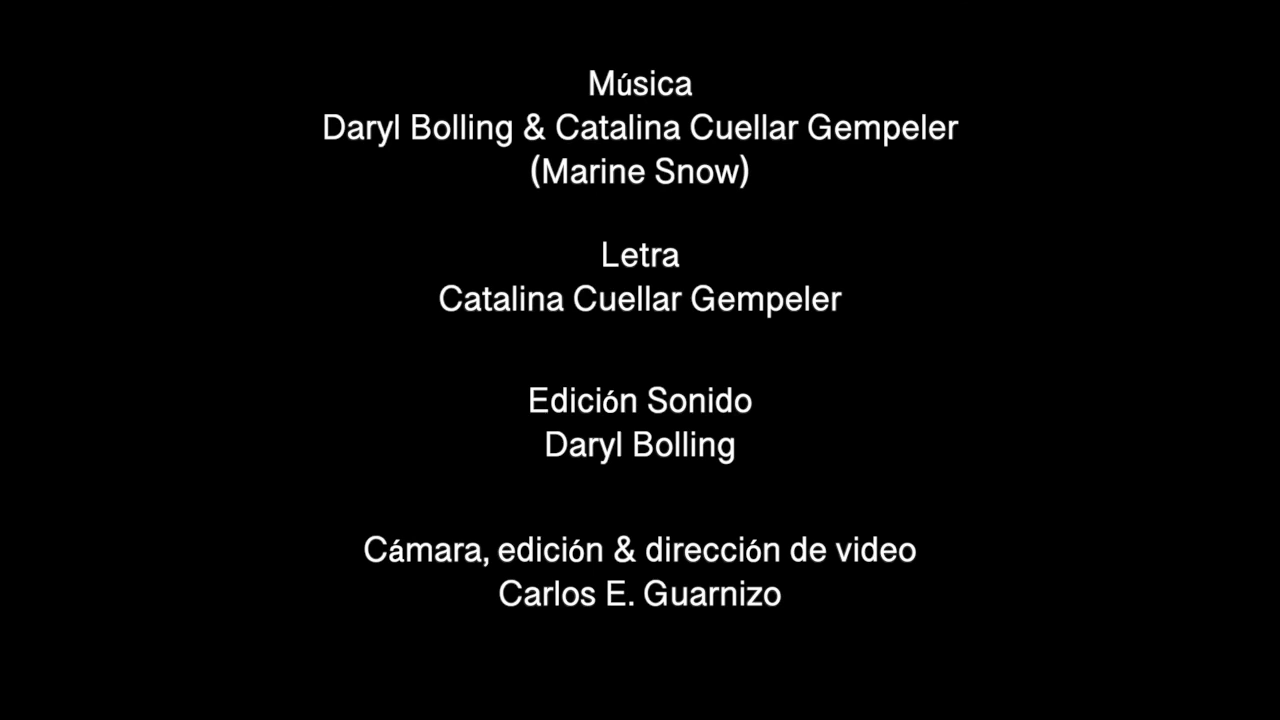 Música
Daryl Bolling & Catalina Cuellar Gempeler
(Marine Snow)
Letra
Catalina Cuellar Gempeler
Edición Sonido
Daryl Bolling
Cámara, edición & dirección de video
Carlos E. Guarnizo